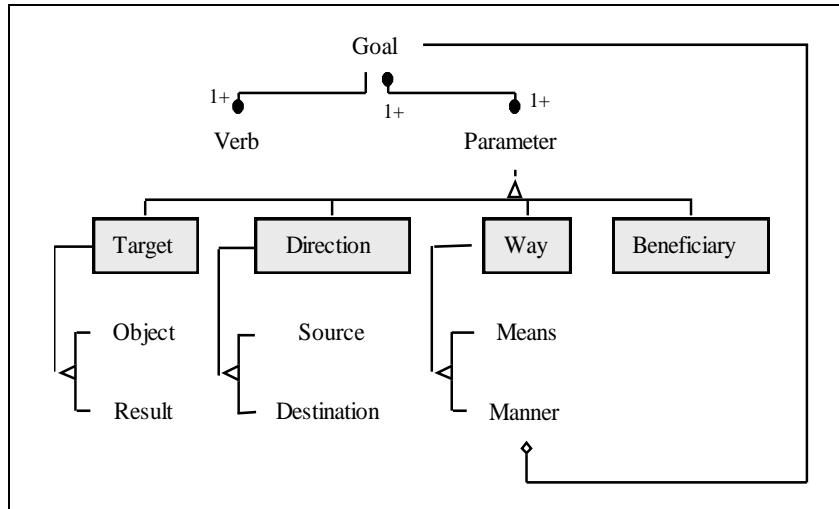 Goal
1+ 1+ 1+
Verb Parameter
Target Direction Way Beneficiary
Object Source Means
Result Destination Manner